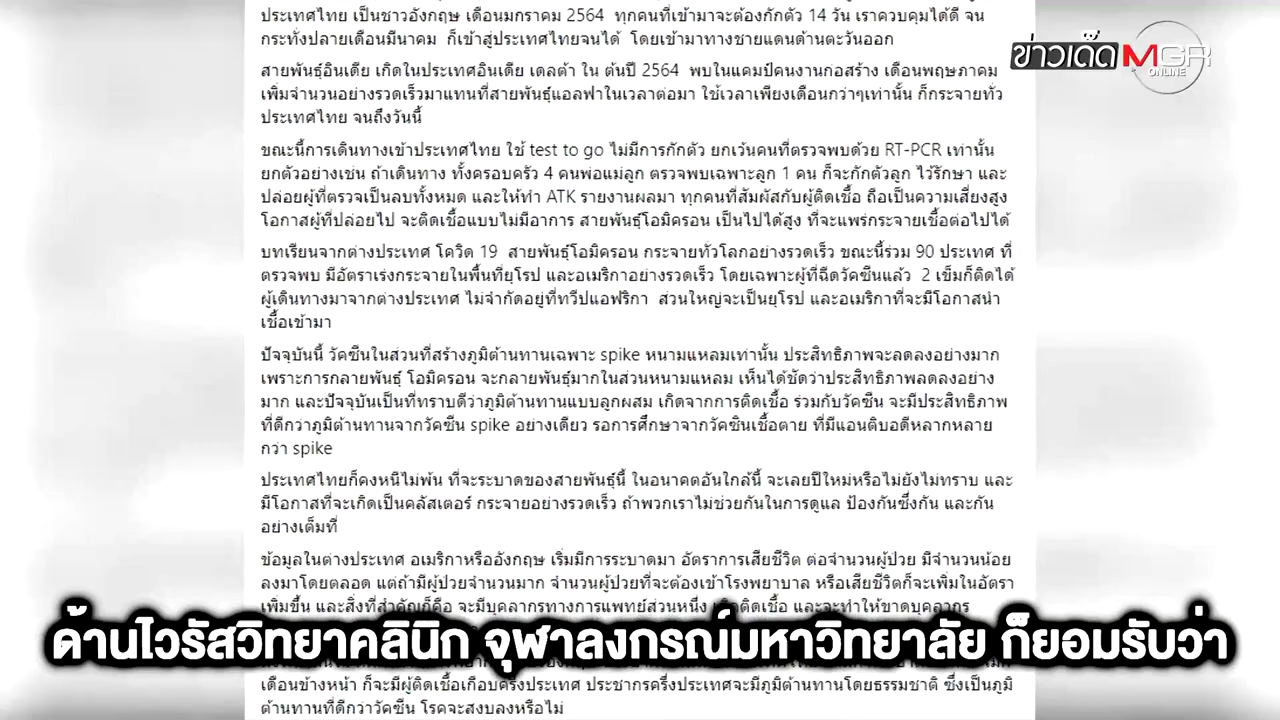 ประเทศไทย เป็นชาวอังกฤษ เดือนมกราคม 2564 ทุกคนที่เข้ามาจะต้องกักตัว 14 วัน เราควบคุมได้ดี จน
กระทั่งปลายเดือนมีนาคม ก็เข้าสู่ประเทศไทยจนได้ โดยเข้ามาทางชายแดนด้านตะวันออก
ข่าวเด็ด MGR ONLINE
สายพันธุ์อินเดีย เกิดในประเทศอินเดีย เดลต้า ใน ต้นปี 2564 พบในแคมป์คนงานก่อสร้าง เดือนพฤษภาคม
เพิ่มจำนวนอย่างรวดเร็วมาแทนที่สายพันธุ์แอลฟาในเวลาต่อมา ใช้เวลาเพียงเดือนกว่าๆเท่านั้น ก็กระจายทั่ว
ประเทศไทย จนถึงวันนี้
ขณะนี้การเดินทางเข้าประเทศไทย ใช้ test to go ไม่มีการกักตัว ยกเว้นคนที่ตรวจพบด้วย RT-PCR เท่านั้น
ยกตัวอย่างเช่น ถ้าเดินทาง ทั้งครอบครัว 4 คนพ่อแม่ลูก ตรวจพบเฉพาะลูก 1 คน ก็จะกักตัวลูก ไว้รักษา และ
ปล่อยผู้ที่ตรวจเป็นลบทั้งหมด และให้ทำ ATK รายงานผลมา ทุกคนที่สัมผัสกับผู้ติดเชื้อ ถือเป็นความเสี่ยงสูง
โอกาสผู้ที่ปล่อยไป จะติดเชื้อแบบไม่มีอาการ สายพันธุ์โอมิครอน เป็นไปได้สูง ที่จะแพร่กระจายเชื้อต่อไปได้
บทเรียนจากต่างประเทศ โควิด 19 สายพันธุ์โอมิครอน กระจายทั่วโลกอย่างรวดเร็ว ขณะนี้ร่วม 90 ประเทศ ที่
ตรวจพบ มีอัตราเร่งกระจายในพื้นที่ยุโรป และอเมริกาอย่างรวดเร็ว โดยเฉพาะผู้ที่ฉีดวัคซีนแล้ว 2 เข็มก็ติดได้
ผู้เดินทางมาจากต่างประเทศ ไม่จำกัดอยู่ที่ทวีปแอฟริกา ส่วนใหญ่จะเป็นยุโรป และอเมริกาที่จะมีโอกาสนำ
เชื้อเข้ามา
ปัจจุบันนี้ วัคซีนในส่วนที่สร้างภูมิต้านทานเฉพาะ spike หนามแหลมเท่านั้น ประสิทธิภาพจะลดลงอย่างมาก
เพราะการกลายพันธุ์ โอมิครอน จะกลายพันธุ์มากในส่วนหนามแหลม เห็นได้ชัดว่าประสิทธิภาพลดลงอย่าง
มาก และปัจจุบันเป็นที่ทราบดีว่าภูมิต้านทานแบบลูกผสม เกิดจากการติดเชื้อ ร่วมกับวัคซีน จะมีประสิทธิภาพ
ที่ดีกว่าภูมิต้านทานจากวัคซีน spike อย่างเดียว รอการศึกษาจากวัคซินเชื้อตาย ที่มีแอนติบอดีหลากหลาย
กว่า spike
ประเทศไทยก็คงหนีไม่พ้น ที่จะระบาดของสายพันธุ์นี้ ในอนาคตอันใกล้นี้ จะเลยปีใหม่หรือไม่ยังไม่ทราบ และ
มีโอกาสที่จะเกิดเป็นคลัสเตอร์ กระจายอย่างรวดเร็ว ถ้าพวกเราไม่ช่วยกันในการดูแล ป้องกันซึ่งกัน และกัน
อย่างเต็มที่
ข้อมูลในต่างประเทศ อเมริกาหรืออังกฤษ เริ่มมีการระบาดมา อัตราการเสียชีวิต ต่อจำนวนผู้ป่วย มีจำนวนน้อย
ลงมาโดยตลอด แต่ถ้ามีผู้ป่วยจำนวนมาก จำนวนผู้ป่วยที่จะต้องเข้าโรงพยาบาล หรือเสียชีวิตก็จะเพิ่มในอัตรา
เพิ่มขึ้น และสิ่งที่สำคัญก็คือ จะมีบุคลากรทางการแพทย์ส่วนหนึ่ง ติดเชื้อ และจะทำให้ขาดบุคลากร
ด้านไวรัสวิทยาคลินิก จุฬาลงกรณ์มหาวิทยาลัย ก็ยอมรับว่า
เดือนข้างหน้า ก็จะมีผู้ติดเชื้อเกือบครึ่งประเทศ ประชากรครึ่งประเทศจะมีภูมิต้านทานโดยธรรมชาติ ซึ่งเป็นภูมิ
ต้านทานที่ดีกว่าวัคซีน โรคจะสงบลงหรือไม่